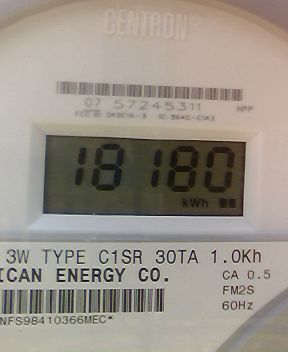 CENTRON®
07 57245311 HPP
18180
kWh
3W TYPE C1SR 30TA 1.0Kh
ICAN ENERGY CO.
CA 0.5
FM2S
60Hz
NFS98410366MEC*